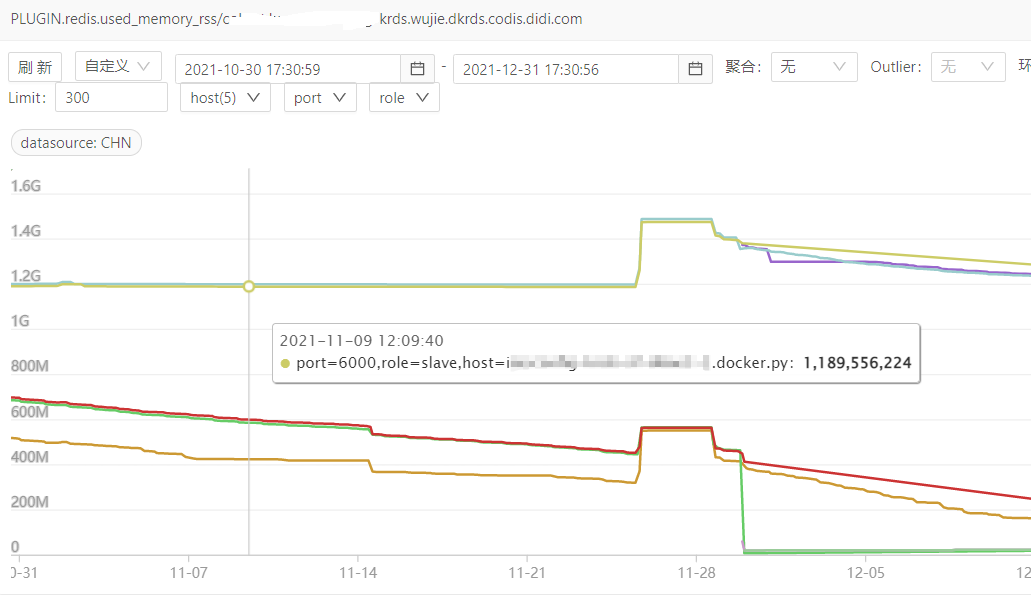 PLUGIN.redis.used_memory_rss/ krds.wujie.dkrds.codis.didi.com
刷 新 自定义 2021-10-30 17:30:59 - 2021-12-31 17:30:56 聚合: 无 Outlier: 无 环
Limit: 300 host(5) port role
datasource: CHN
1.6G
1.4G
1.2G
1G
2021-11-09 12:09:40
port=6000,role=slave,host= .docker.py: 1,189,556,224
800M
600M
400M
200M
0
0-31 11-07 11-14 11-21 11-28 12-05 12